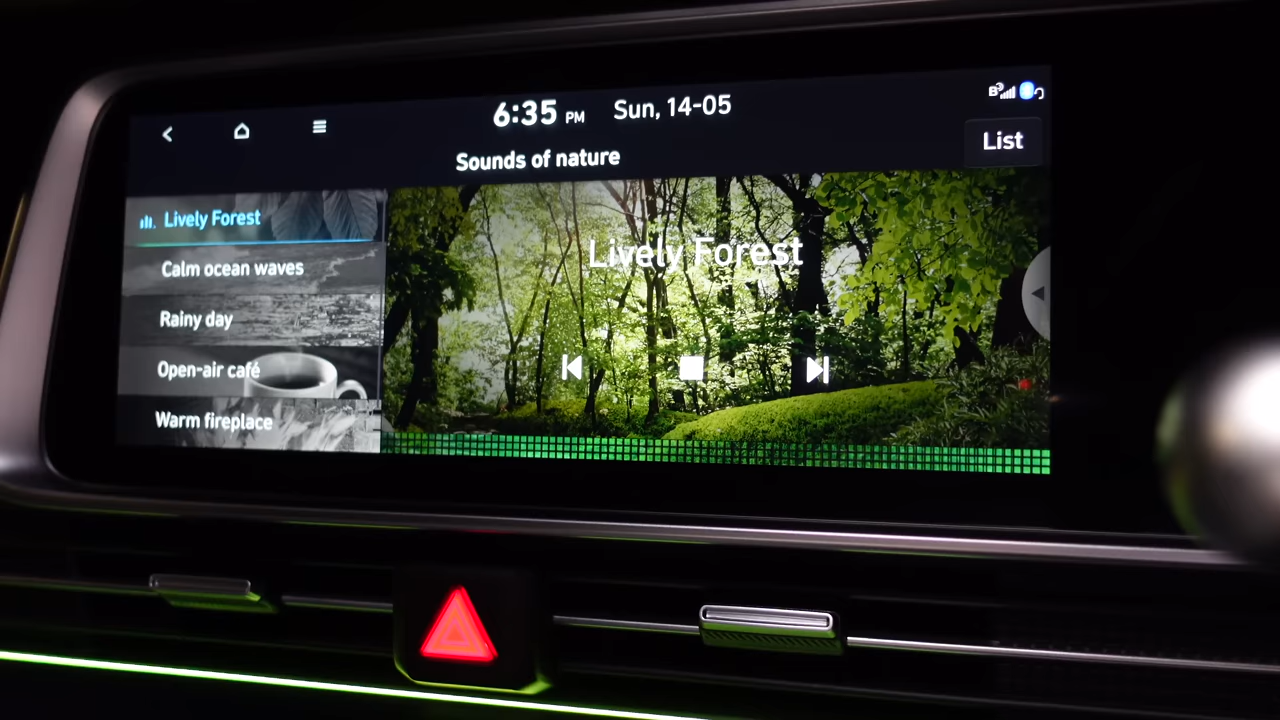 6:35 PM Sun, 14-05
List
Sounds of nature
Lively Forest
Calm ocean waves
Rainy day
Open-air café
Warm fireplace
Lively Forest